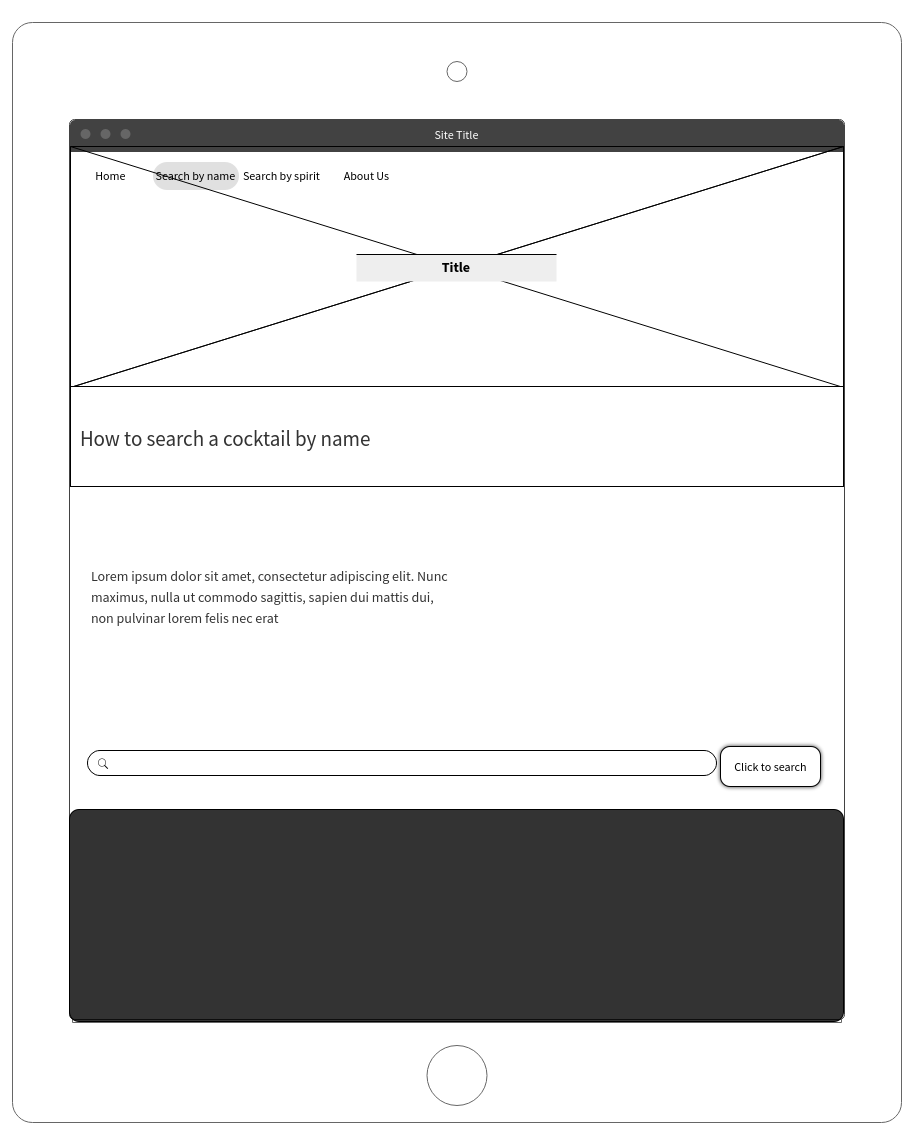 Site Title
Home Search by name Search by spirit About Us
Title
How to search a cocktail by name
Lorem ipsum dolor sit amet, consectetur adipiscing elit. Nunc
maximus, nulla ut commodo sagittis, sapien dui mattis dui,
non pulvinar lorem felis nec erat
Click to search